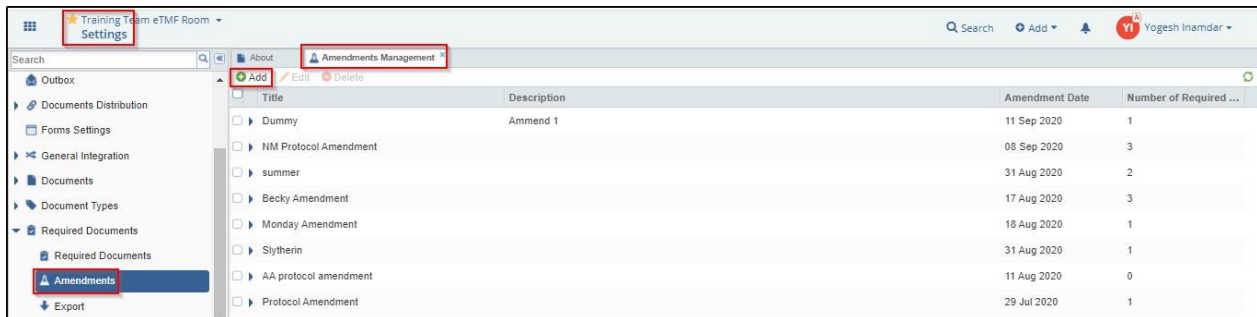 Training Team eTMF Room
Settings
Search
Add
A
YI
Yogesh Inamdar
Search
About
Amendments Management
Outbox
Documents Distribution
Forms Settings
General Integration
Documents
Document Types
Required Documents
Required Documents
Amendments
Export
Add Edit Delete
Title Description Amendment Date Number of Required ...
Dummy Ammend 1 11 Sep 2020 1
NM Protocol Amendment 08 Sep 2020 3
summer 31 Aug 2020 2
Becky Amendment 17 Aug 2020 3
Monday Amendment 18 Aug 2020 1
Slytherin 31 Aug 2020 1
AA protocol amendment 11 Aug 2020 0
Protocol Amendment 29 Jul 2020 1